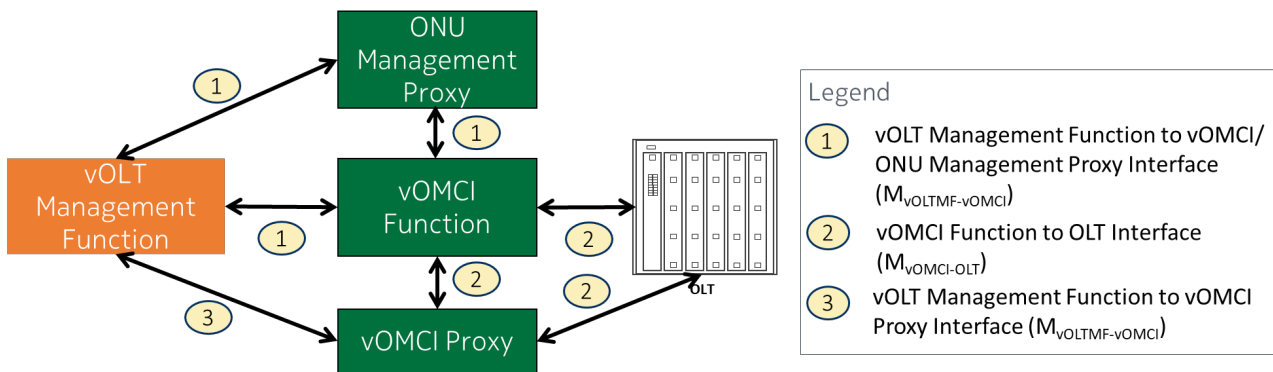 ONU
Management
Proxy
1
1
vOLT
Management
Function
1
vOMCI
Function
2
OLT
2
2
3
vOMCI Proxy
Legend
1 vOLT Management Function to vOMCI/
ONU Management Proxy Interface
(MvOLTMF-vOMCI)
2 vOMCI Function to OLT Interface
(MvOMCI-OLT)
3 vOLT Management Function to vOMCI
Proxy Interface (MvOLTMF-vOMCI)